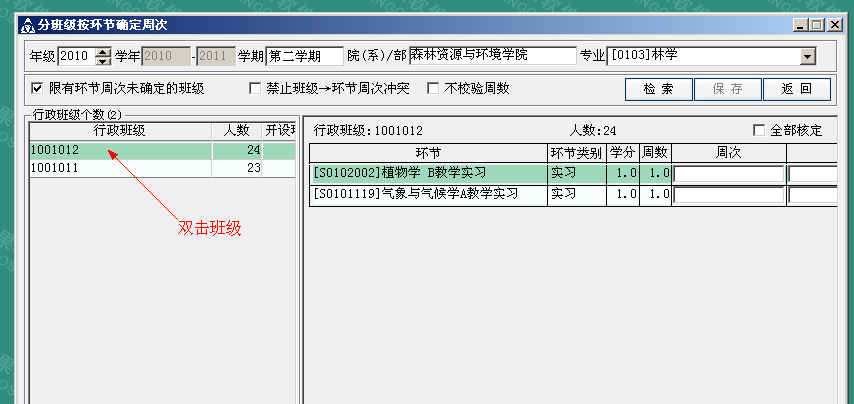 分班级按环节确定周次
年级 2010 学年 2010 - 2011 学期 第二学期 院(系)/部 森林资源与环境学院 专业 [0103]林学
限有环节周次未确定的班级 禁止班级→环节周次冲突 不校验周数 检 索 保 存 返 回
行政班级个数(2)
行政班级 人数
1001012 24
1001011 23
双击班级
行政班级:1001012 人数:24 全部核定
环节 环节类别 学分 周数 周次
[S0102002]植物学 B教学实习 实习 1.0 1.0
[S0101119]气象与气候学A教学实习 实习 1.0 1.0